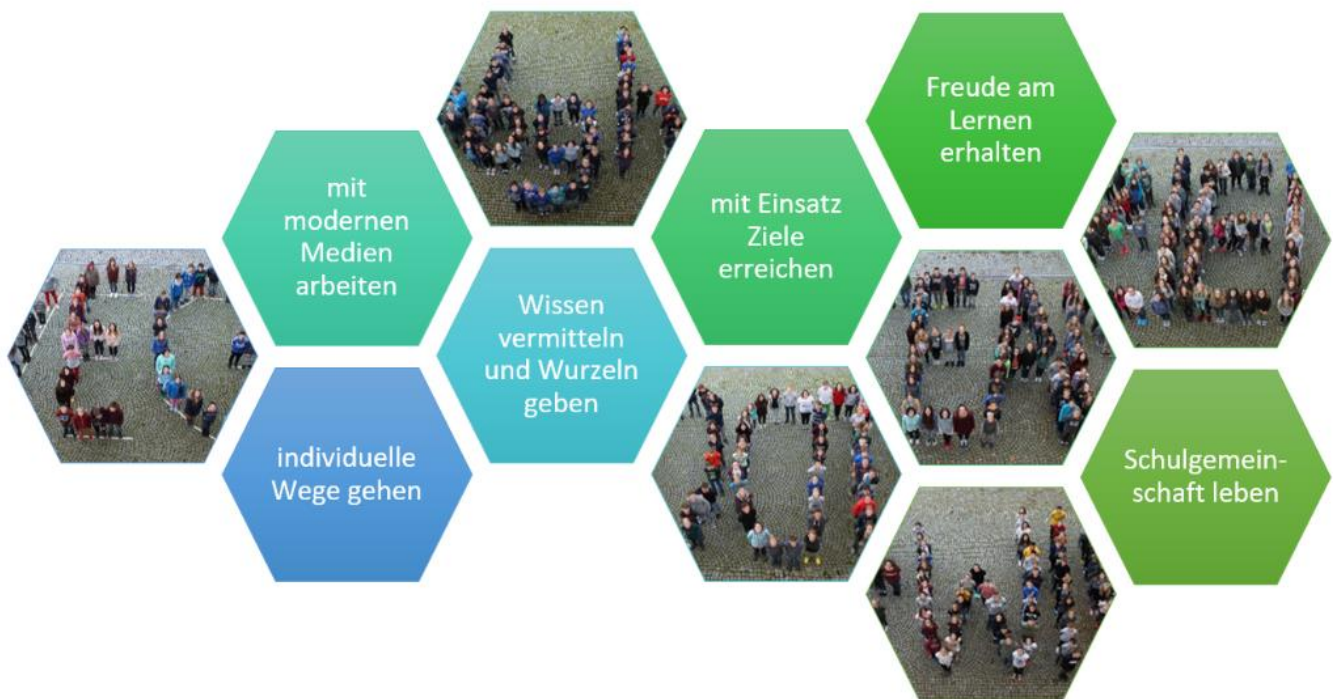 mit
modernen
Medien
arbeiten
individuelle
Wege gehen
Wissen
vermitteln
und Wurzeln
geben
mit Einsatz
Ziele
erreichen
Freude am
Lernen
erhalten
Schulgemein-
schaft leben